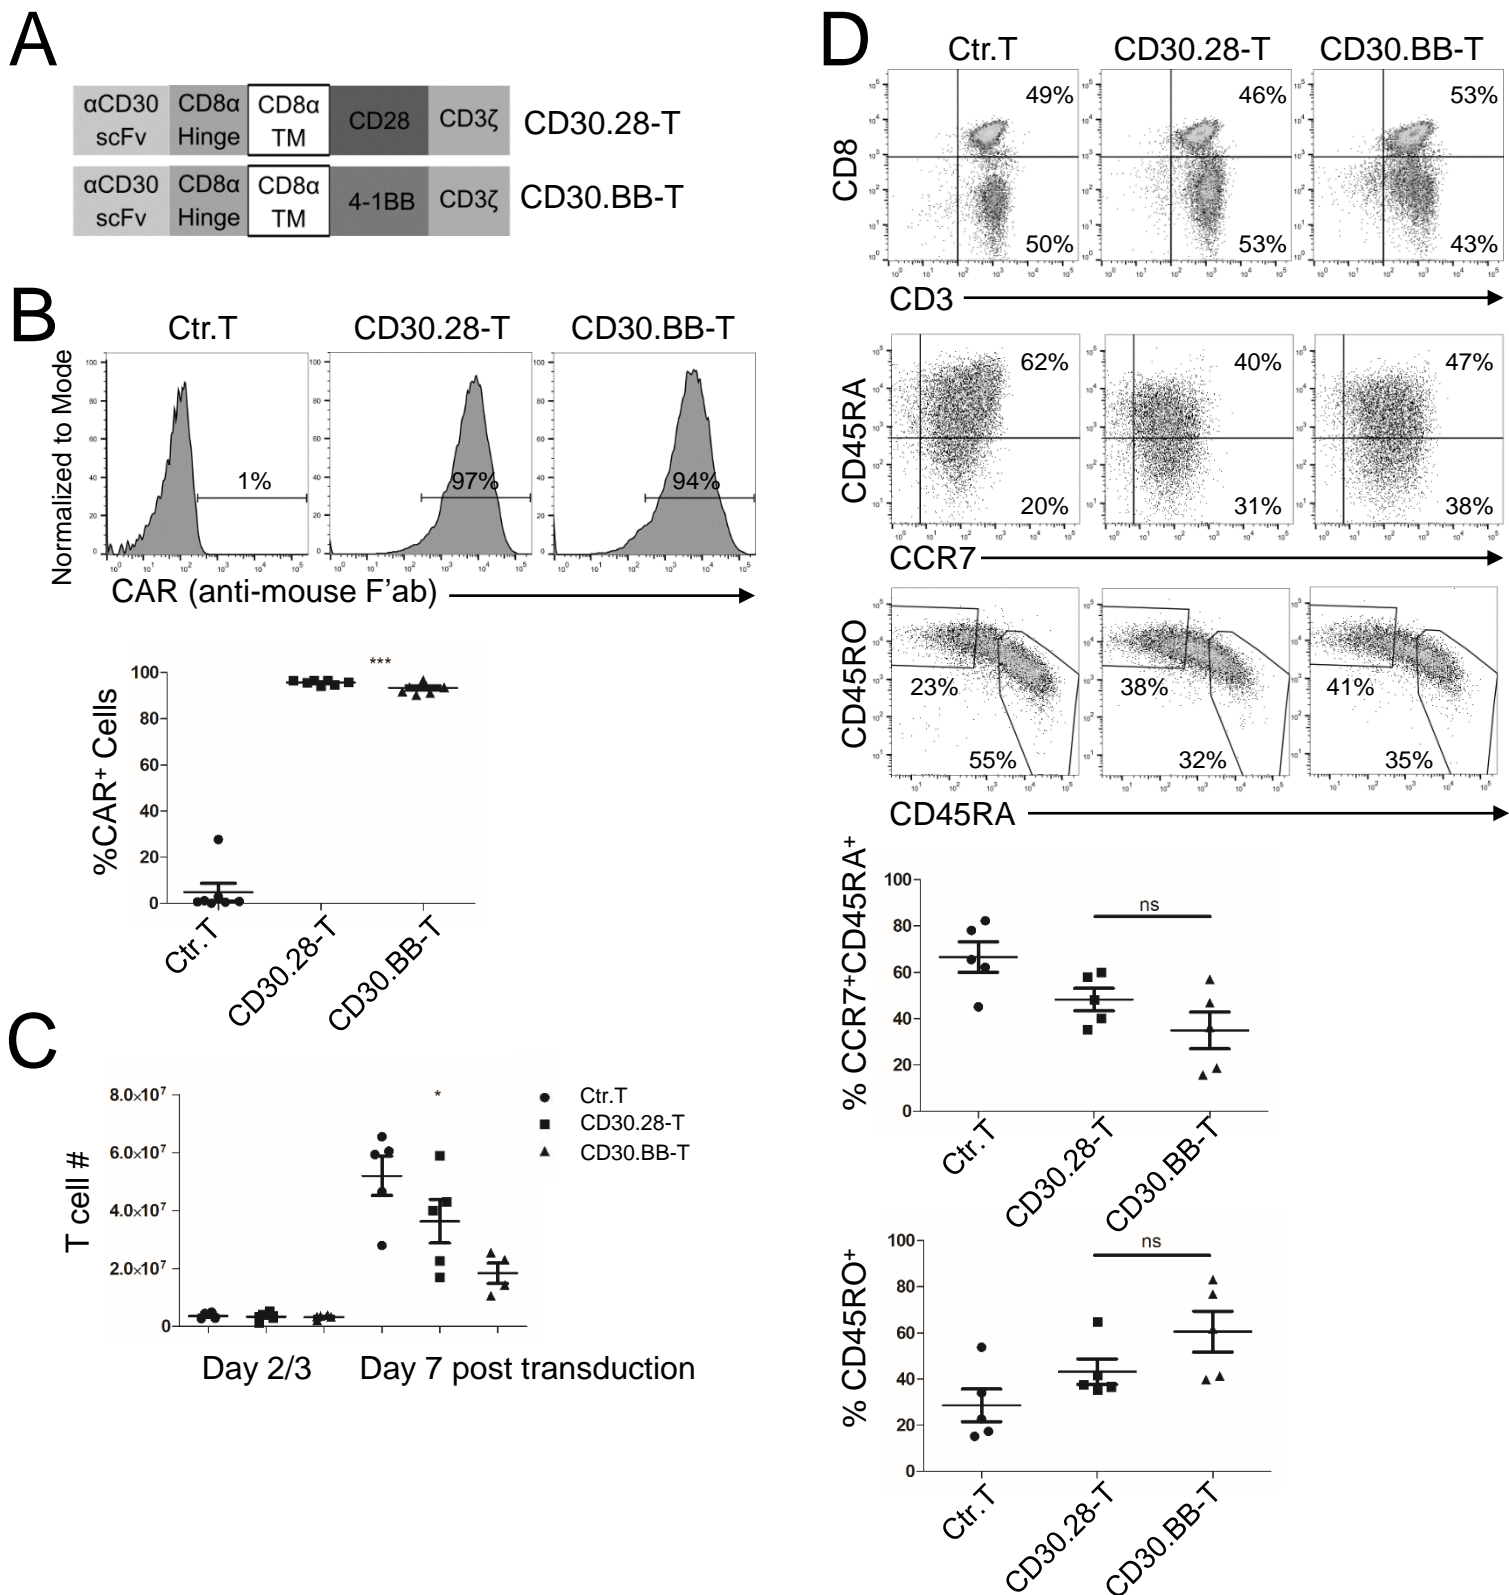 A
αCD30 scFv
CD8α Hinge
CD8α TM
CD28
CD3ζ
CD30.28-T
αCD30 scFv
CD8α Hinge
CD8α TM
4-1BB
CD3ζ
CD30.BB-T
B
Ctr.T
CD30.28-T
CD30.BB-T
Normalized to Mode
1%
97%
94%
CAR (anti-mouse F'ab)
%CAR⁺ Cells
100
80
60
40
20
0
***
Ctr.T
CD30.28-T
CD30.BB-T
C
T cell #
8.0×10⁷
6.0×10⁷
4.0×10⁷
2.0×10⁷
0
*
Ctr.T
CD30.28-T
CD30.BB-T
Day 2/3
Day 7 post transduction
D
Ctr.T
CD30.28-T
CD30.BB-T
CD8
49%
46%
53%
50%
53%
43%
CD3
CD45RA
62%
40%
47%
20%
31%
38%
CCR7
CD45RO
23%
38%
41%
55%
32%
35%
CD45RA
% CCR7⁺CD45RA⁺
100
80
60
40
20
0
ns
Ctr.T
CD30.28-T
CD30.BB-T
% CD45RO⁺
100
80
60
40
20
0
ns
Ctr.T
CD30.28-T
CD30.BB-T